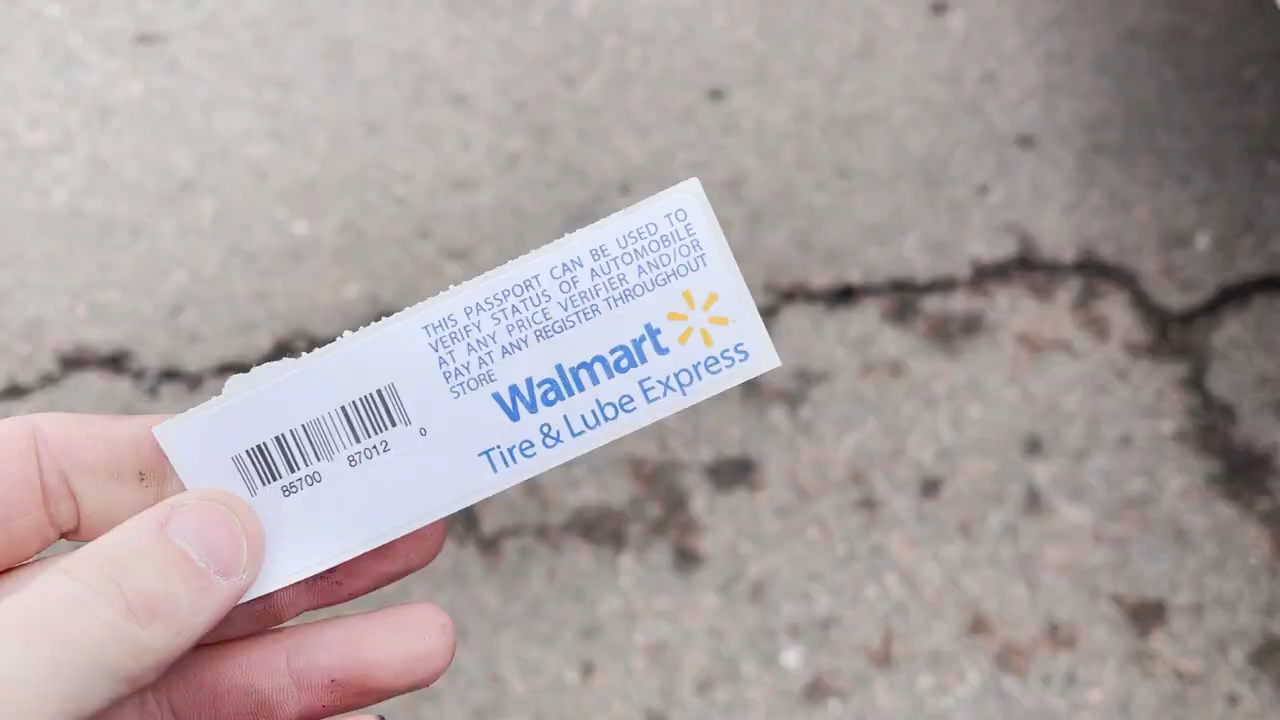 THIS PASSPORT CAN BE USED TO
VERIFY STATUS OF AUTOMOBILE
AT ANY PRICE VERIFIER AND/OR
PAY AT ANY REGISTER THROUGHOUT
STORE
Walmart
Tire & Lube Express
85700 87012 0